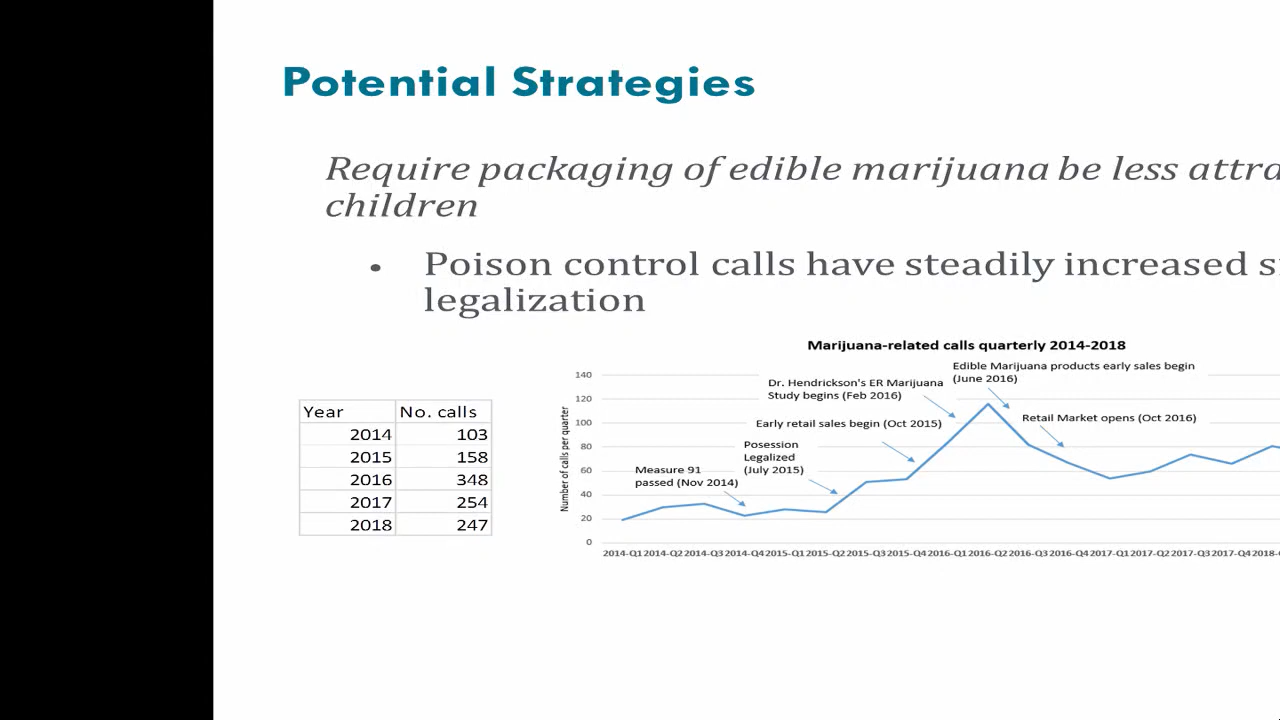 Potential Strategies
Require packaging of edible marijuana be less attra
children
• Poison control calls have steadily increased si
legalization
Year No. calls
2014 103
2015 158
2016 348
2017 254
2018 247
Marijuana-related calls quarterly 2014-2018
Number of calls per quarter
140
120
100
80
60
40
20
0
Measure 91
passed (Nov 2014)
Posession
Legalized
(July 2015)
Early retail sales begin (Oct 2015)
Dr. Hendrickson's ER Marijuana
Study begins (Feb 2016)
Edible Marijuana products early sales begin
(June 2016)
Retail Market opens (Oct 2016)
2014-Q1 2014-Q2 2014-Q3 2014-Q4 2015-Q1 2015-Q2 2015-Q3 2015-Q4 2016-Q1 2016-Q2 2016-Q3 2016-Q4 2017-Q1 2017-Q2 2017-Q3 2017-Q4 2018-